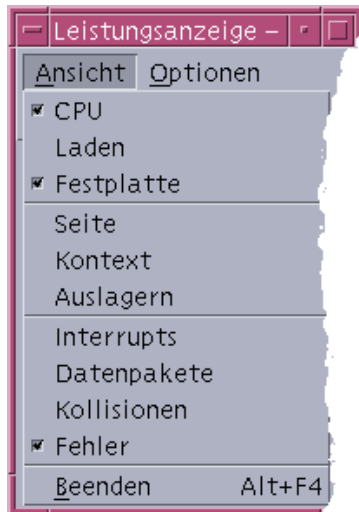 Leistungsanzeige –
Ansicht Optionen
CPU
Laden
Festplatte
Seite
Kontext
Auslagern
Interrupts
Datenpakete
Kollisionen
Fehler
Beenden Alt+F4